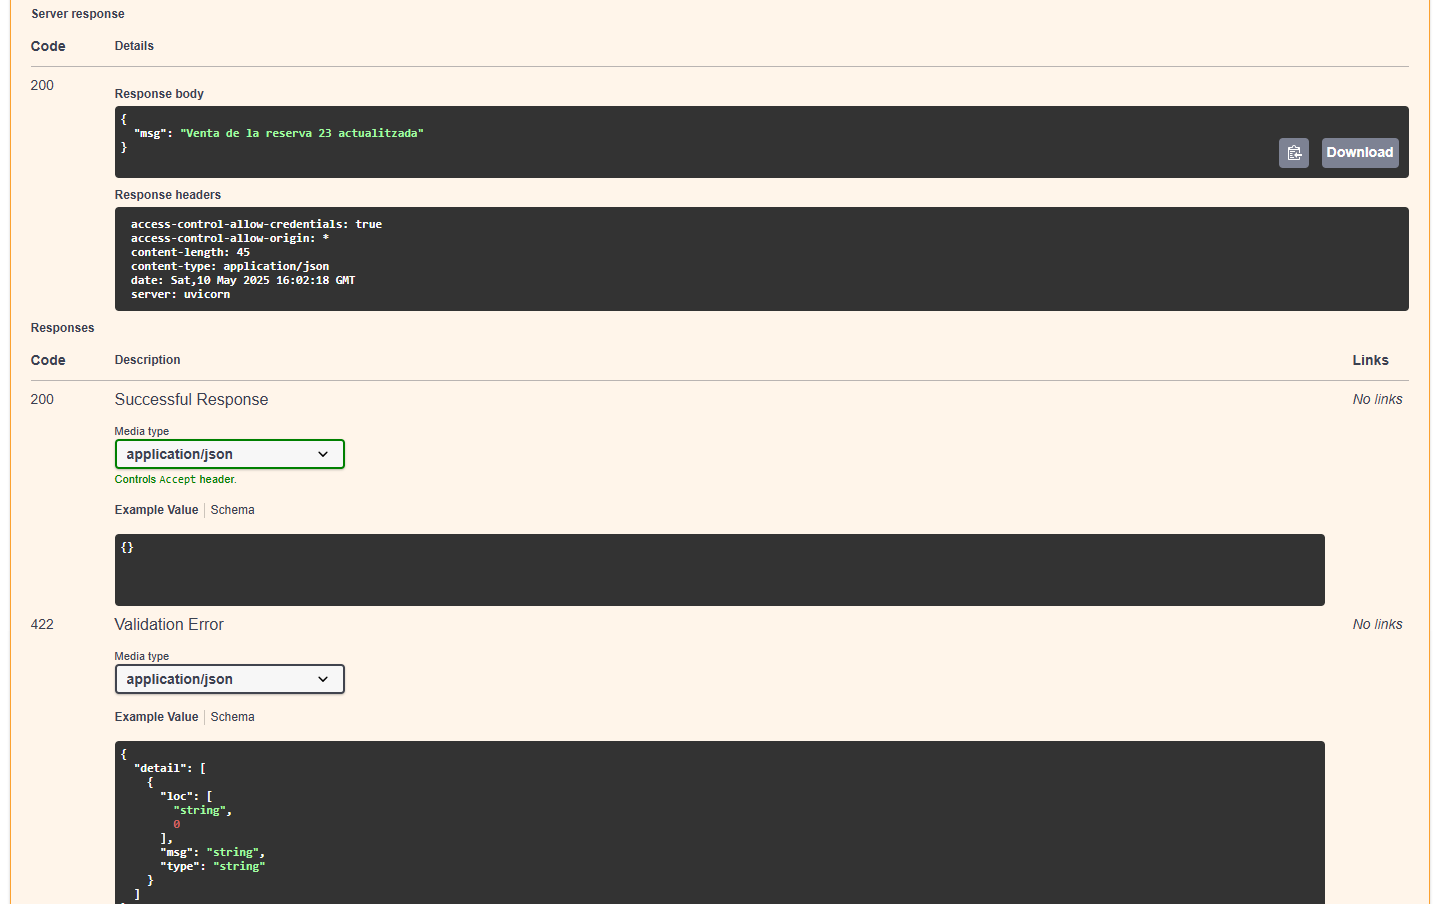 Server response
Code Details
200
Response body
{
  "msg": "Venta de la reserva 23 actualitzada"
}
Download
Response headers
access-control-allow-credentials: true
access-control-allow-origin: *
content-length: 45
content-type: application/json
date: Sat,10 May 2025 16:02:18 GMT
server: uvicorn
Responses
Code Description Links
200 Successful Response No links
Media type
application/json
Controls Accept header.
Example Value Schema
{}
422 Validation Error No links
Media type
application/json
Example Value Schema
{
  "detail": [
    {
      "loc": [
        "string",
        0
      ],
      "msg": "string",
      "type": "string"
    }
  ]